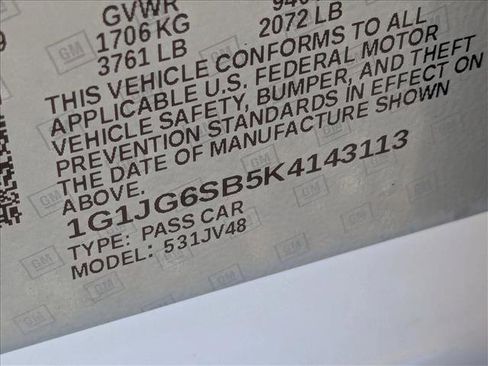 GVWR
1706 KG
3761 LB
2072 LB
THIS VEHICLE CONFORMS TO ALL
APPLICABLE U.S. FEDERAL MOTOR
VEHICLE SAFETY, BUMPER, AND THEFT
PREVENTION STANDARDS IN EFFECT ON
THE DATE OF MANUFACTURE SHOWN
ABOVE.
1G1JG6SB5K4143113
TYPE: PASS CAR
MODEL: 531JV48
GM